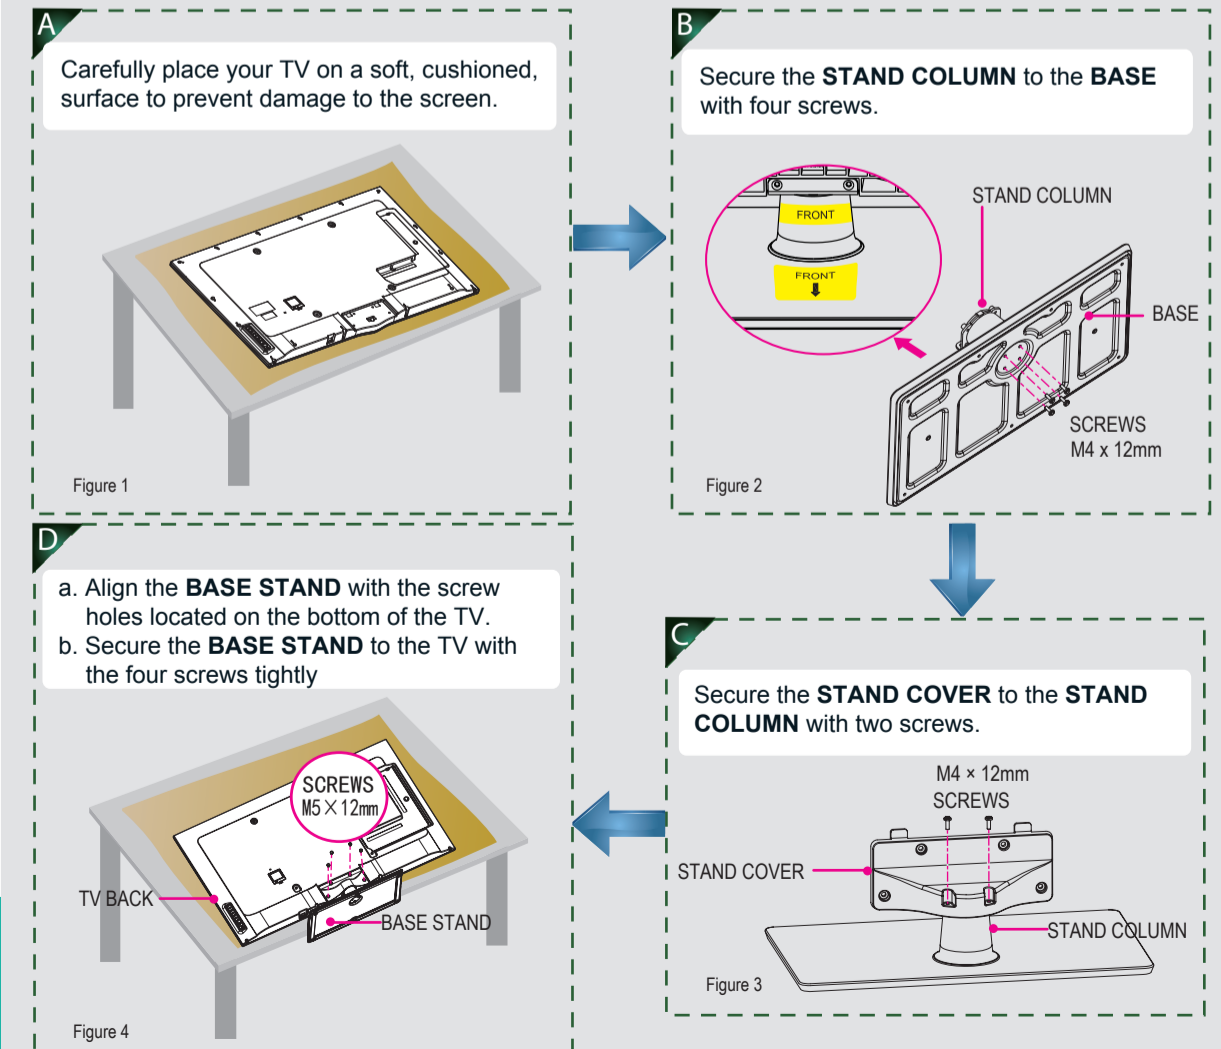 A
Carefully place your TV on a soft, cushioned,
surface to prevent damage to the screen.
Figure 1
B
Secure the STAND COLUMN to the BASE
with four screws.
FRONT
FRONT
STAND COLUMN
BASE
SCREWS
M4 x 12mm
Figure 2
C
Secure the STAND COVER to the STAND
COLUMN with two screws.
M4 × 12mm
SCREWS
STAND COVER
STAND COLUMN
Figure 3
D
a. Align the BASE STAND with the screw
holes located on the bottom of the TV.
b. Secure the BASE STAND to the TV with
the four screws tightly
SCREWS
M5×12mm
TV BACK
BASE STAND
Figure 4